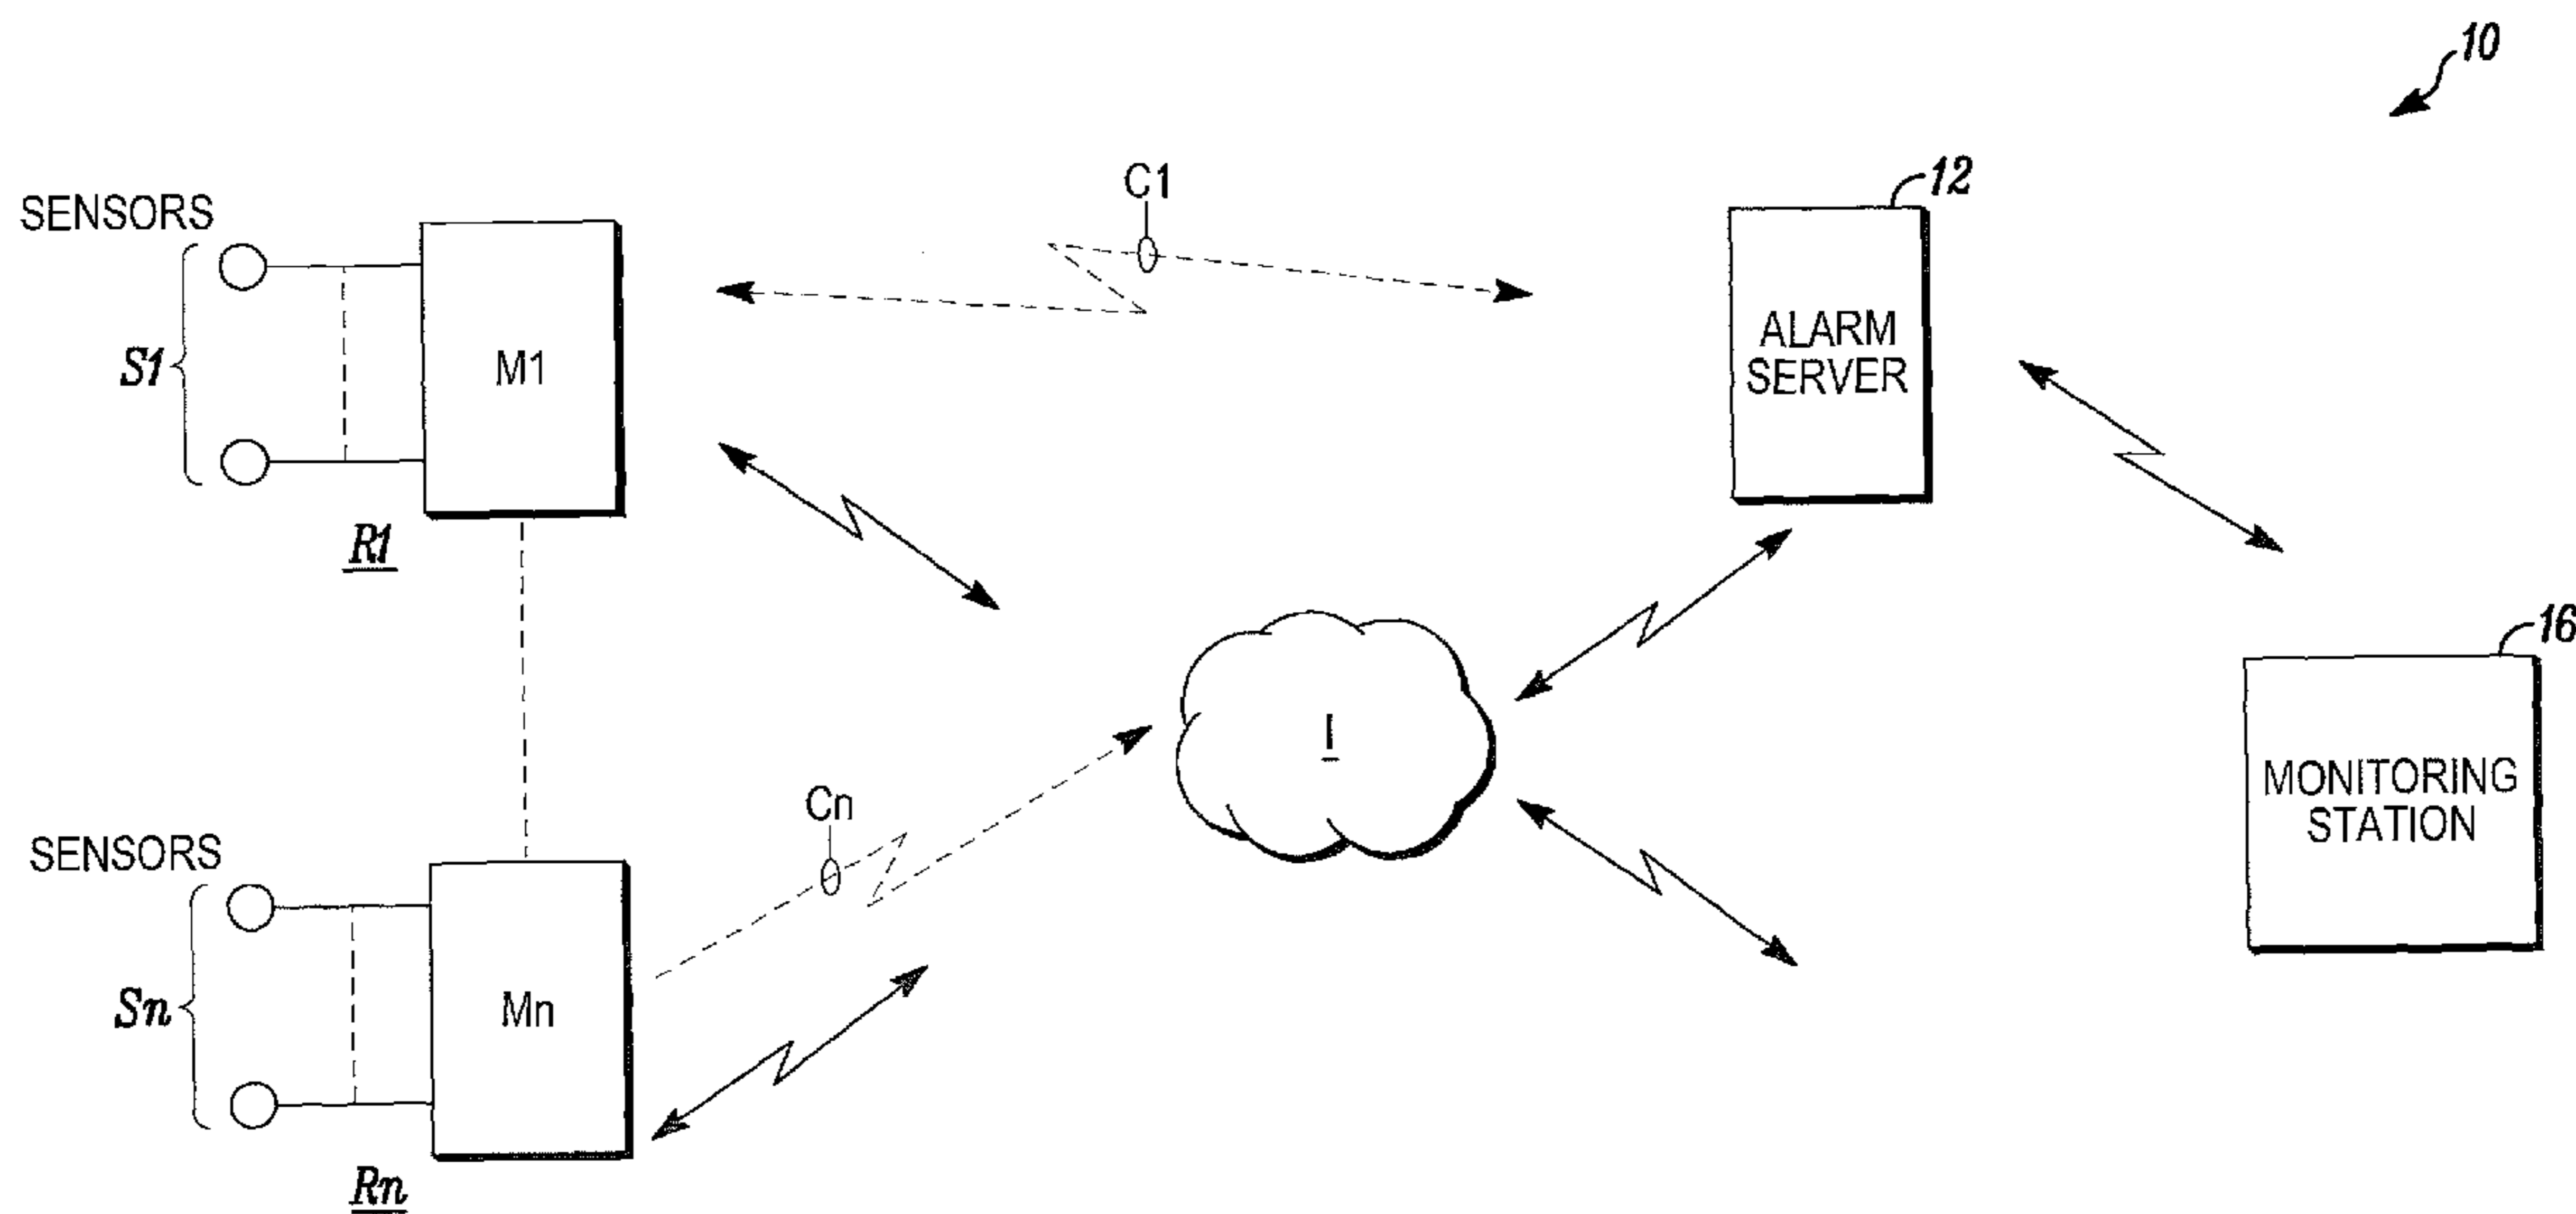 10
C1
12
SENSORS
S1
M1
ALARM
SERVER
R1
16
I
MONITORING
STATION
Cn
SENSORS
Sn
Mn
Rn